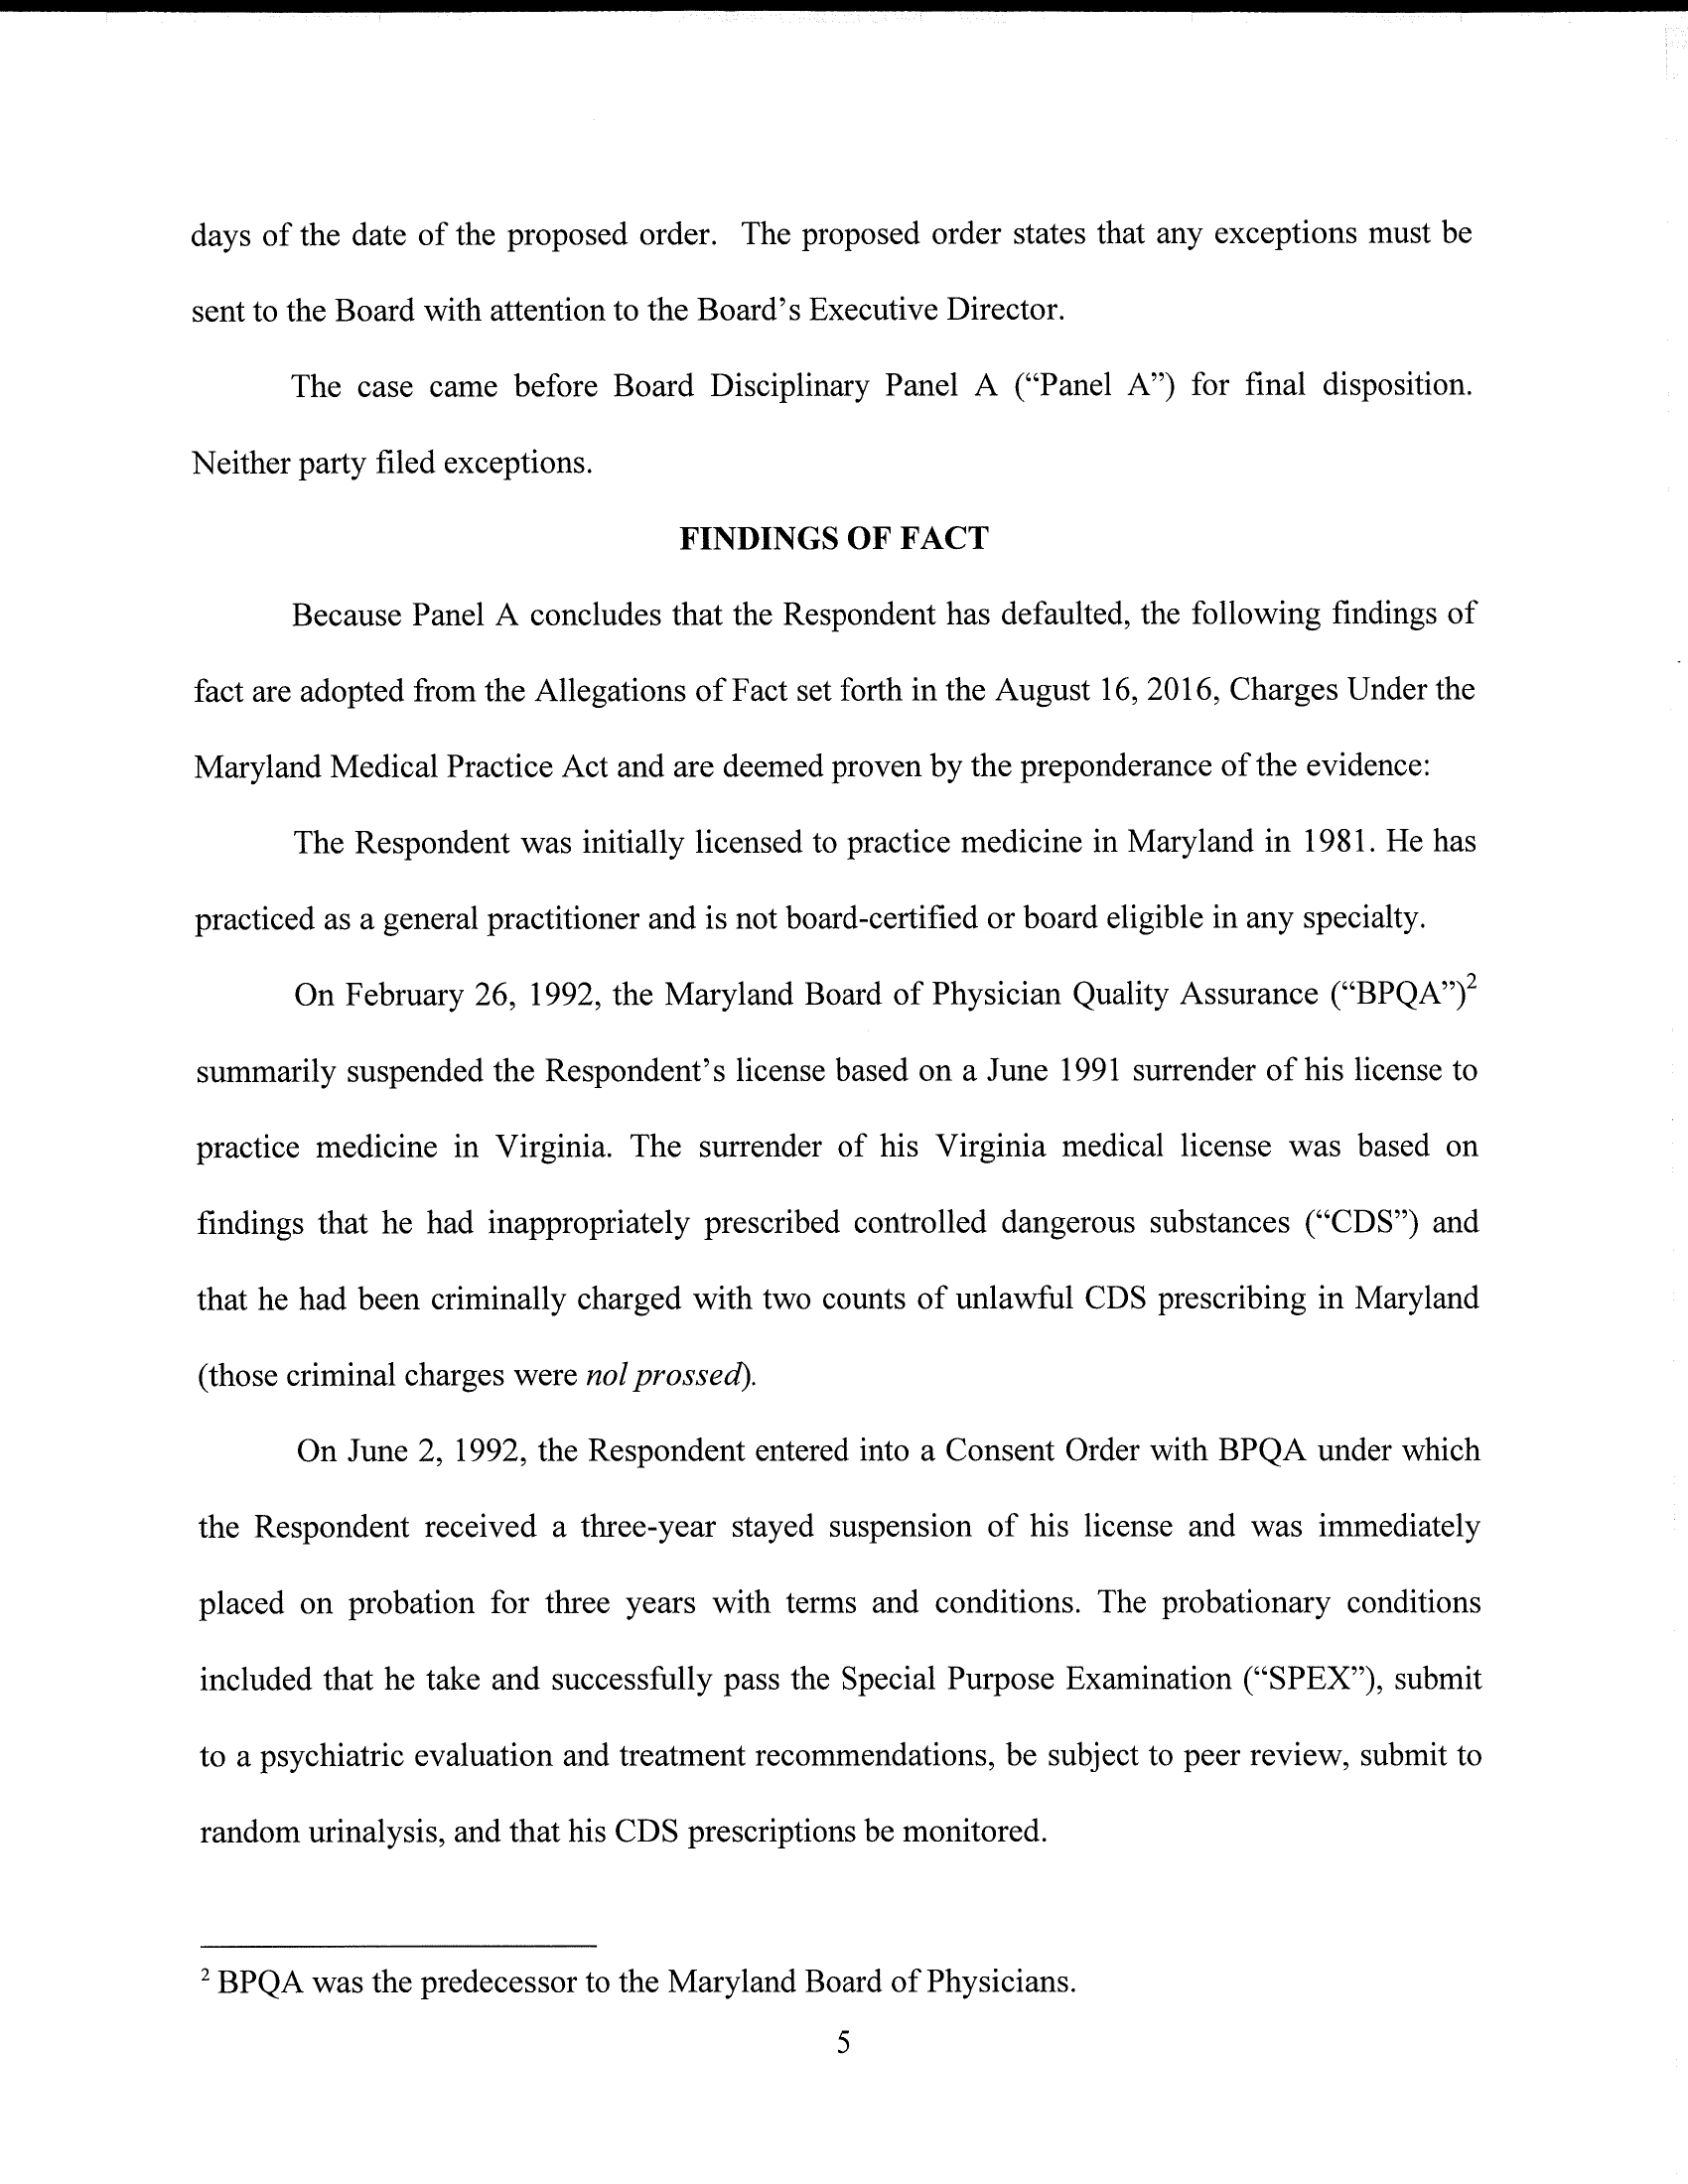 days of the date of the proposed order. The proposed order states that any exceptions must be
sent to the Board with attention to the Board's Executive Director.
The case came before Board Disciplinary Panel A (“Panel A”) for final disposition.
Neither party filed exceptions.
FINDINGS OF FACT
Because Panel A concludes that the Respondent has defaulted, the following findings of
fact are adopted from the Allegations of Fact set forth in the August 16, 2016, Charges Under the
Maryland Medical Practice Act and are deemed proven by the preponderance of the evidence:
The Respondent was initially licensed to practice medicine in Maryland in 1981. He has
practiced as a general practitioner and is not board-certified or board eligible in any specialty.
On February 26, 1992, the Maryland Board of Physician Quality Assurance (“BPQA”)²
summarily suspended the Respondent’s license based on a June 1991 surrender of his license to
practice medicine in Virginia. The surrender of his Virginia medical license was based on
findings that he had inappropriately prescribed controlled dangerous substances (“CDS”) and
that he had been criminally charged with two counts of unlawful CDS prescribing in Maryland
(those criminal charges were nol prossed).
On June 2, 1992, the Respondent entered into a Consent Order with BPQA under which
the Respondent received a three-year stayed suspension of his license and was immediately
placed on probation for three years with terms and conditions. The probationary conditions
included that he take and successfully pass the Special Purpose Examination (“SPEX”), submit
to a psychiatric evaluation and treatment recommendations, be subject to peer review, submit to
random urinalysis, and that his CDS prescriptions be monitored.
² BPQA was the predecessor to the Maryland Board of Physicians.
5